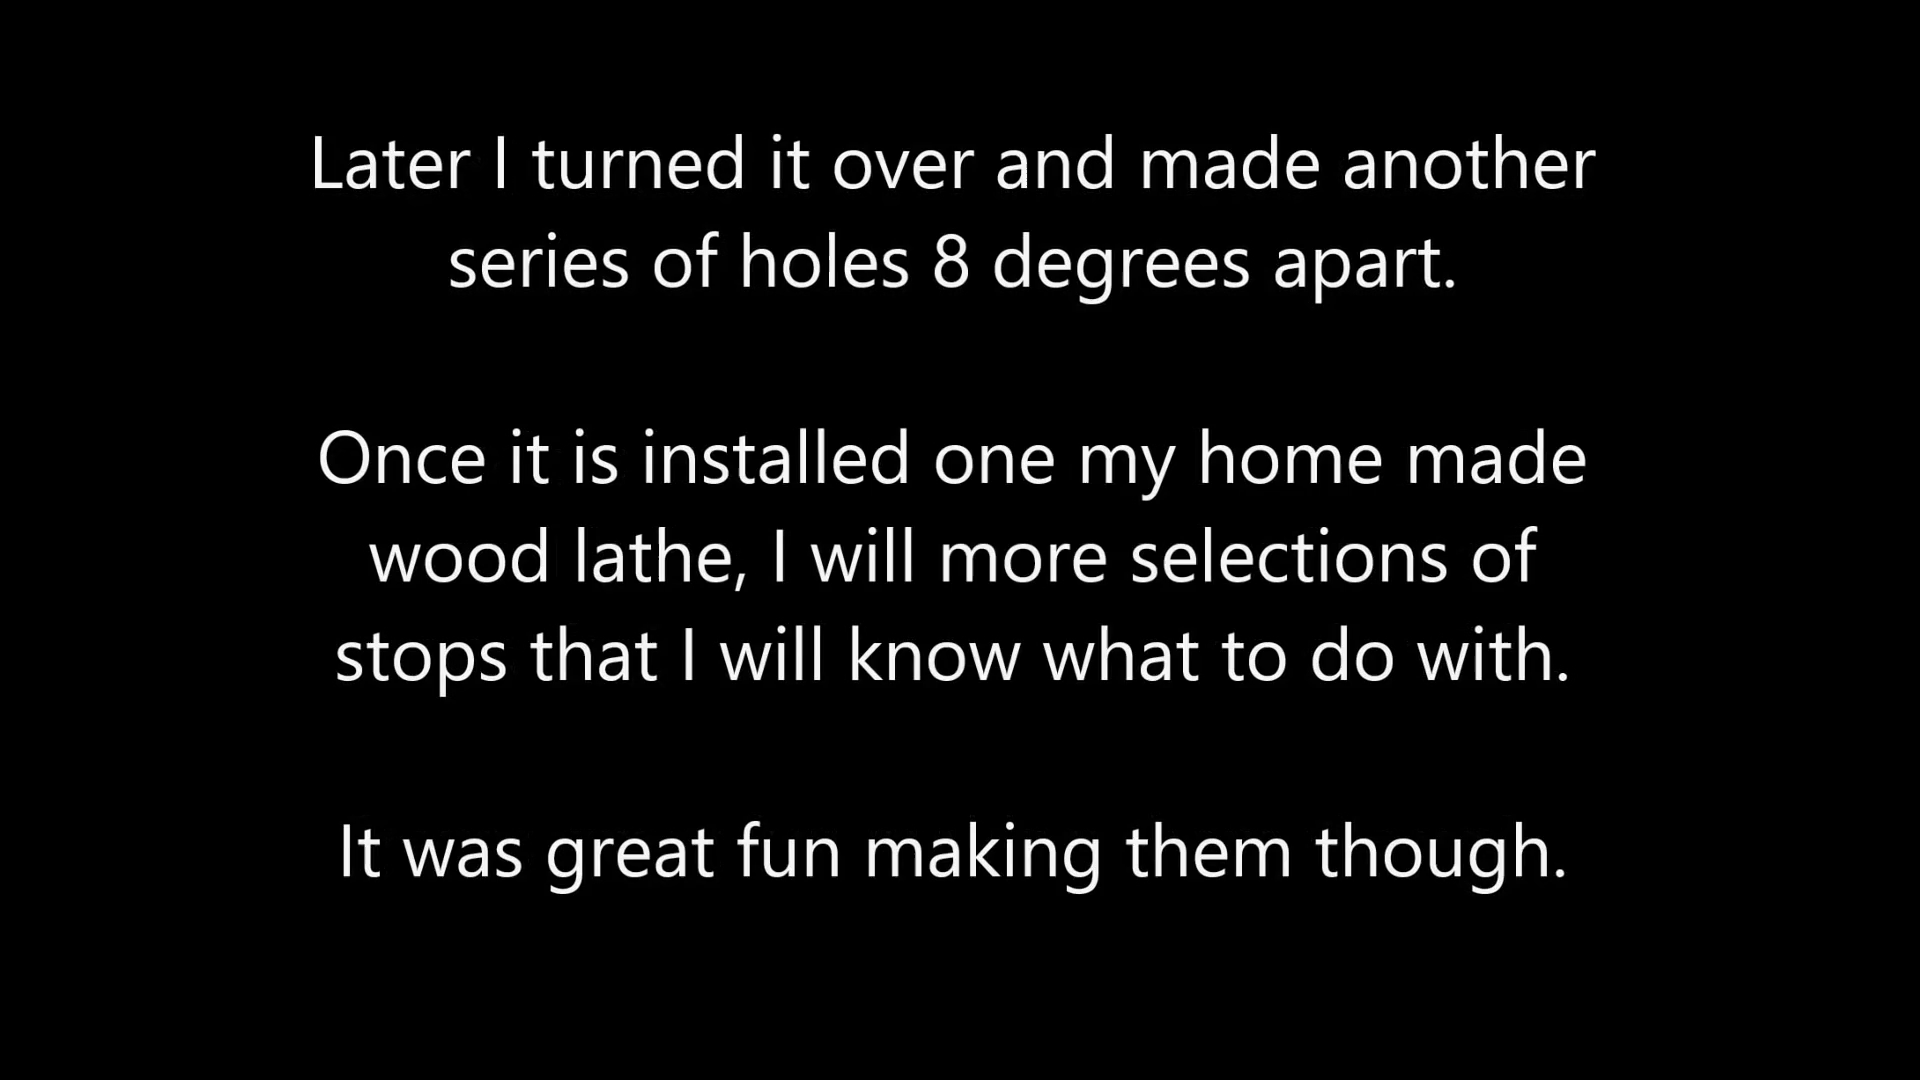 Later I turned it over and made another
series of holes 8 degrees apart.
Once it is installed one my home made
wood lathe, I will more selections of
stops that I will know what to do with.
It was great fun making them though.